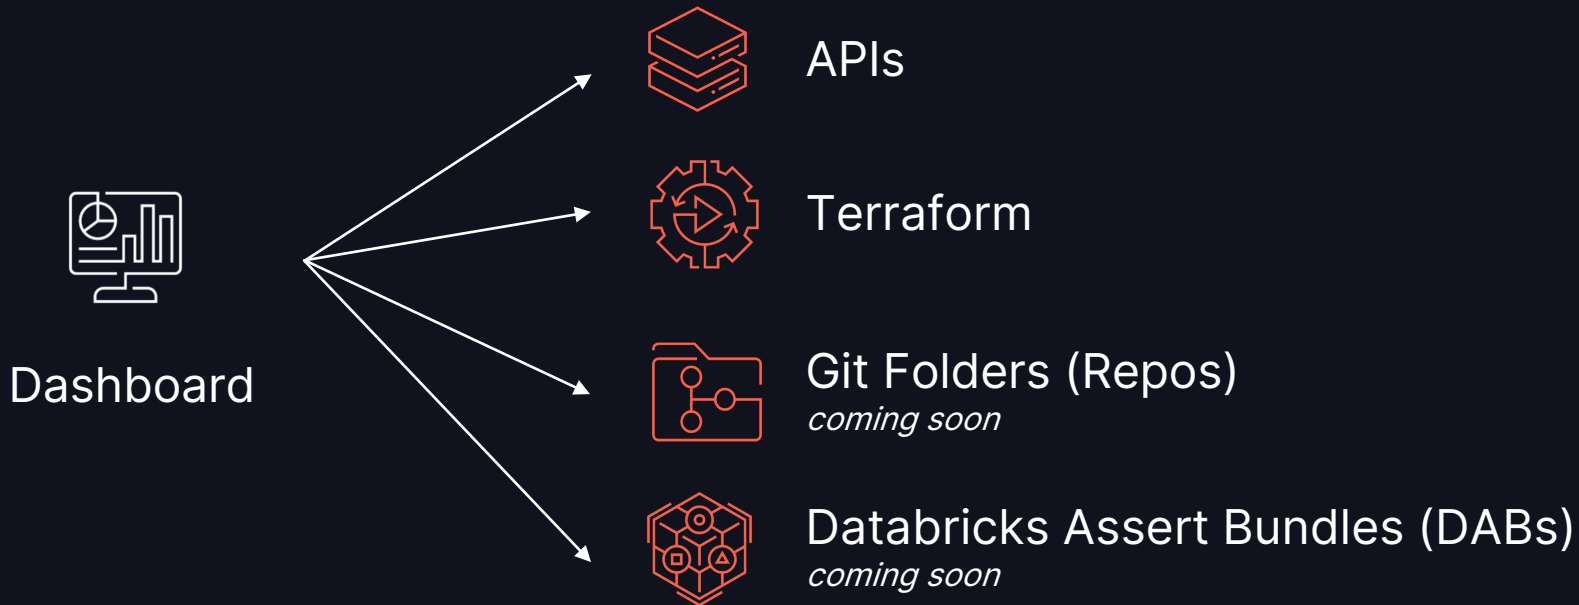 APIs
Terraform
Dashboard
Git Folders (Repos)
coming soon
Databricks Assert Bundles (DABs)
coming soon